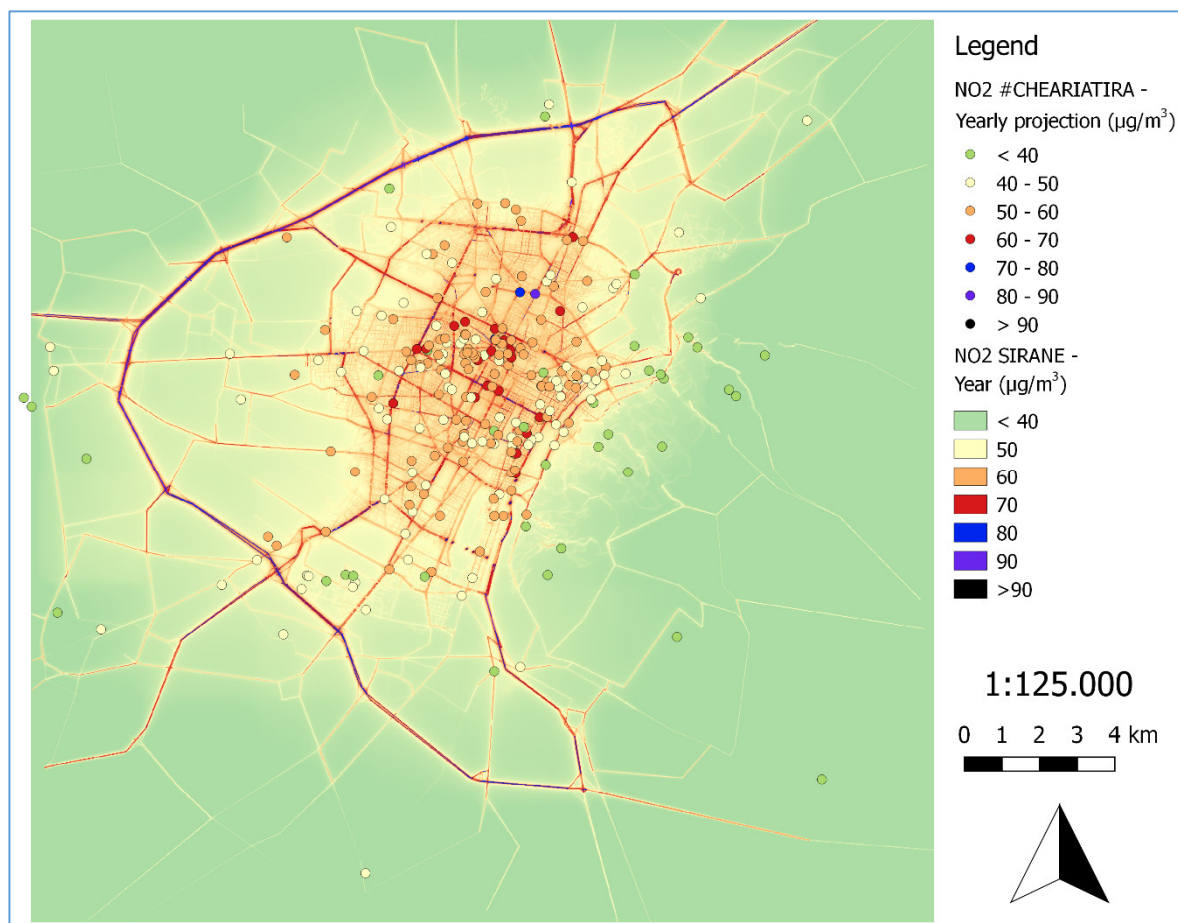 Legend
NO2 #CHEARIATIRA -
Yearly projection (µg/m³)
< 40
40 - 50
50 - 60
60 - 70
70 - 80
80 - 90
> 90
NO2 SIRANE -
Year (µg/m³)
< 40
50
60
70
80
90
>90
1:125.000
0 1 2 3 4 km